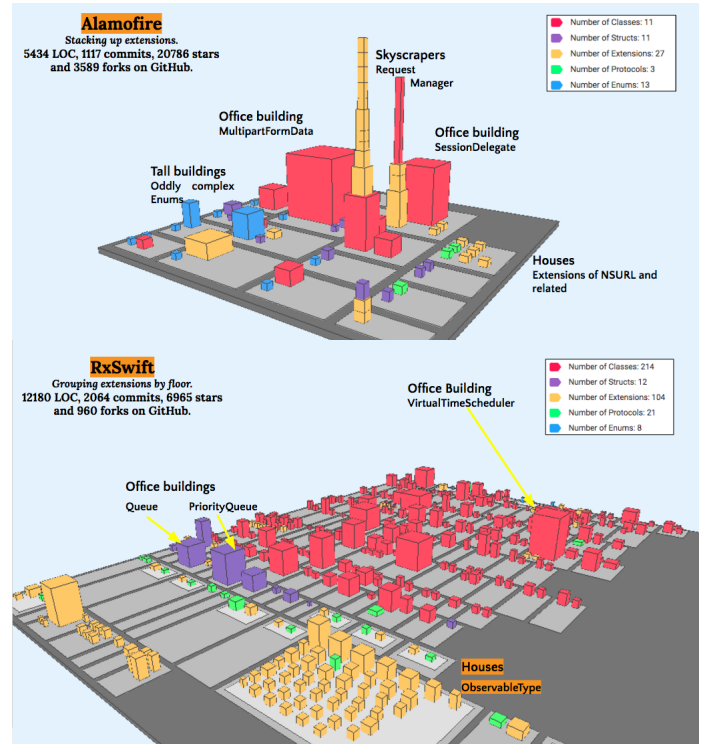 Alamofire
Stacking up extensions.
5434 LOC, 1117 commits, 20786 stars
and 3589 forks on GitHub.
Number of Classes: 11
Number of Structs: 11
Number of Extensions: 27
Number of Protocols: 3
Number of Enums: 13
Skyscrapers
Request
Manager
Office building
MultipartFormData
Office building
SessionDelegate
Tall buildings
Oddly complex
Enums
Houses
Extensions of NSURL and
related
RxSwift
Grouping extensions by floor.
12180 LOC, 2064 commits, 6965 stars
and 960 forks on GitHub.
Number of Classes: 214
Number of Structs: 12
Number of Extensions: 104
Number of Protocols: 21
Number of Enums: 8
Office Building
VirtualTimeScheduler
Office buildings
Queue PriorityQueue
Houses
ObservableType